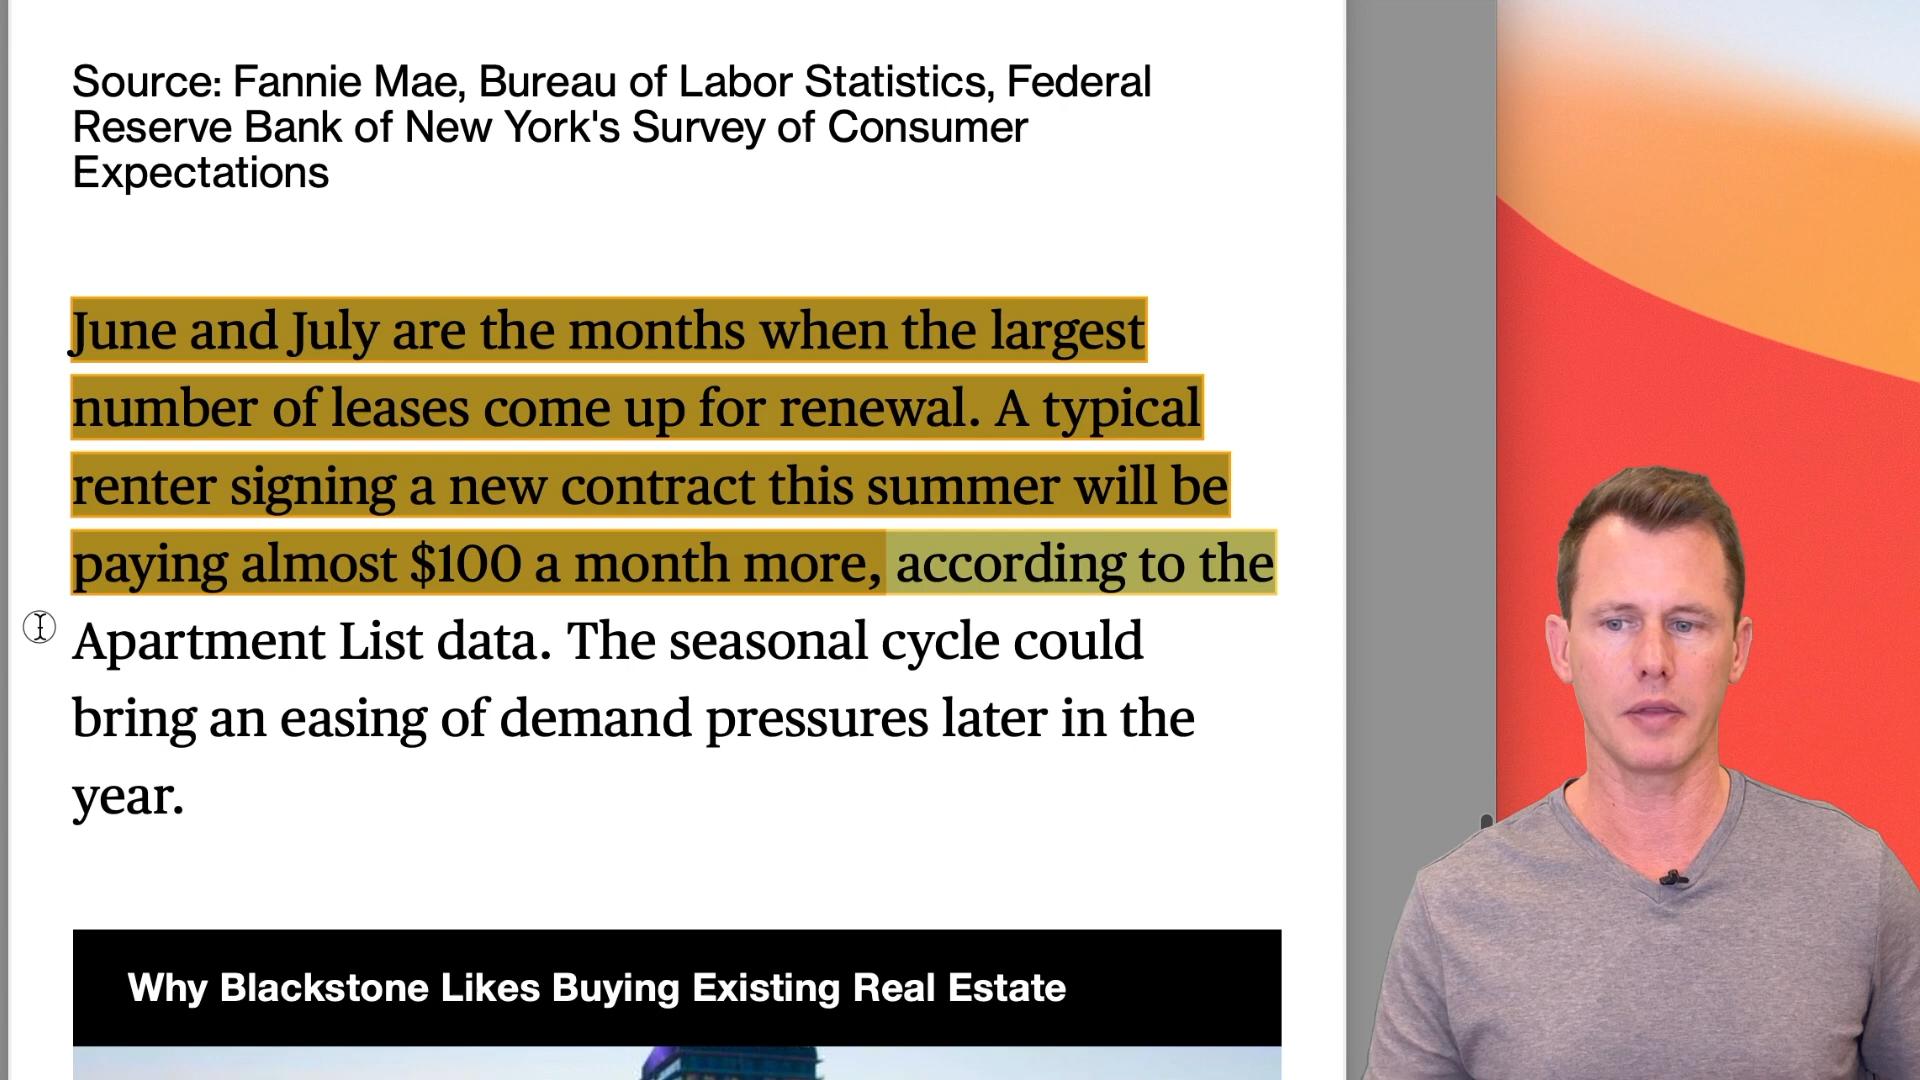 Source: Fannie Mae, Bureau of Labor Statistics, Federal
Reserve Bank of New York's Survey of Consumer
Expectations
June and July are the months when the largest
number of leases come up for renewal. A typical
renter signing a new contract this summer will be
paying almost $100 a month more, according to the
Apartment List data. The seasonal cycle could
bring an easing of demand pressures later in the
year.
Why Blackstone Likes Buying Existing Real Estate